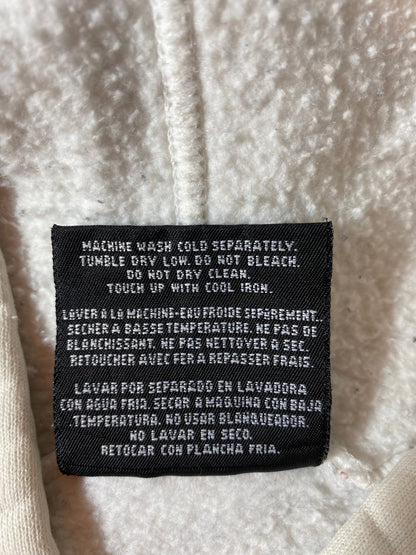 MACHINE WASH COLD SEPARATELY.
TUMBLE DRY LOW. DO NOT BLEACH.
DO NOT DRY CLEAN.
TOUCH UP WITH COOL IRON.
LAVER À LA MACHINE-EAU FROIDE SEPAREMENT..
SECHER A BASSE TEMPERATURE. NE PAS DE
BLANCHISSANT. NE PAS NETTOYER A SEC.
RETOUCHER AVEC FER A REPASSER FRAIS.
LAVAR POR SEPARADO EN LAVADORA
CON AGUA FRIA. SECAR A MAQUINA CON BAJA
TEMPERATURA. NO USAR BLANQUEADOR.
NO LAVAR EN SECO.
RETOCAR CON PLANCHA FRIA.